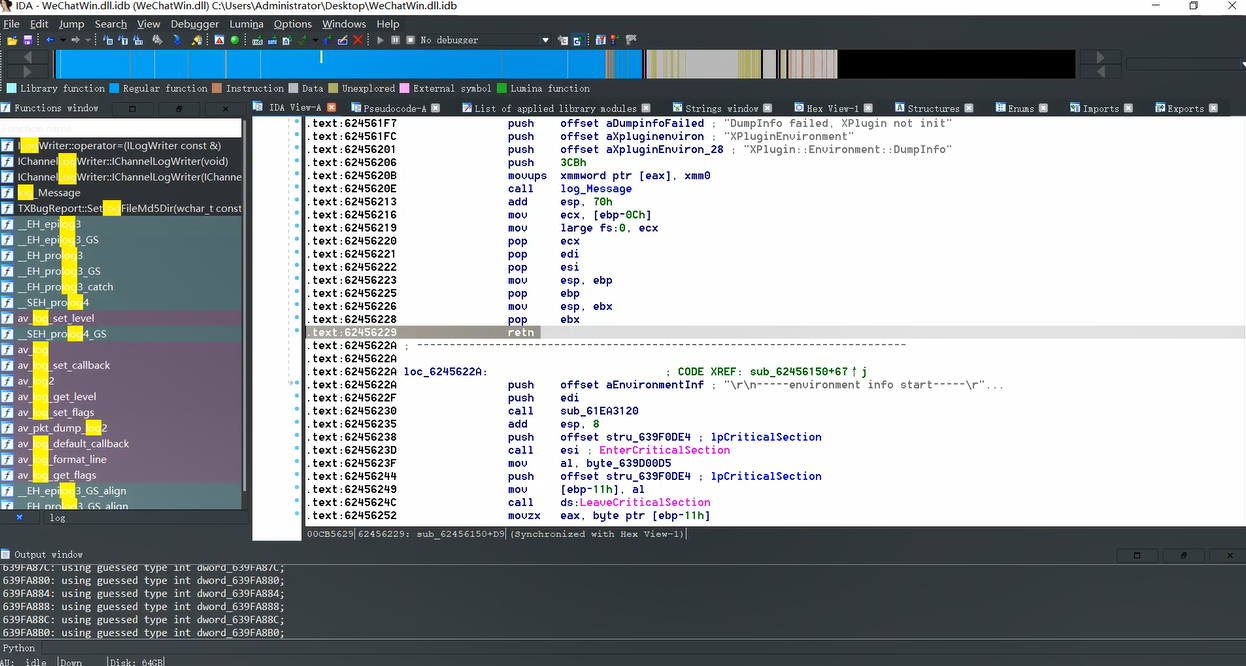 IDA - WeChatWin.dll.idb (WeChatWin.dll) C:\Users\Administrator\Desktop\WeChatWin.dll.idb
File Edit Jump Search View Debugger Lumina Options Windows Help
No debugger
Library function Regular function Instruction Data Unexplored External symbol Lumina function
Functions window
IDA View-A Pseudocode-A List of applied library modules Strings window Hex View-1 Structures Enums Imports Exports
Function name
ILogWriter::operator=(ILogWriter const &)
IChannelLogWriter::IChannelLogWriter(void)
IChannelLogWriter::IChannelLogWriter(IChanne
log_Message
TXBugReport::SetLogFileMd5Dir(wchar_t const
__EH_epilog3
__EH_epilog3_GS
__EH_prolog3
__EH_prolog3_GS
__EH_prolog3_catch
__SEH_prolog4
av_log_set_level
__SEH_prolog4_GS
av_log
av_log_set_callback
av_log2
av_log_get_level
av_log_set_flags
av_pkt_dump_log2
av_log_default_callback
av_log_format_line
av_log_get_flags
__EH_epilog3_GS_align
__EH_prolog3_GS_align
log
.text:624561F7 push offset aDumpinfoFailed ; "DumpInfo failed, XPlugin not init"
.text:624561FC push offset aXpluginenviron ; "XPluginEnvironment"
.text:62456201 push offset aXpluginEnviron_28 ; "XPlugin::Environment::DumpInfo"
.text:62456206 push 3CBh
.text:6245620B movups xmmword ptr [eax], xmm0
.text:6245620E call log_Message
.text:62456213 add esp, 70h
.text:62456216 mov ecx, [ebp-0Ch]
.text:62456219 mov large fs:0, ecx
.text:62456220 pop ecx
.text:62456221 pop edi
.text:62456222 pop esi
.text:62456223 mov esp, ebp
.text:62456225 pop ebp
.text:62456226 mov esp, ebx
.text:62456228 pop ebx
.text:62456229 retn
.text:6245622A ; ---------------------------------------------------------------------------
.text:6245622A
.text:6245622A loc_6245622A: ; CODE XREF: sub_62456150+67↑j
.text:6245622A push offset aEnvironmentInf ; "\r\n-----environment info start-----\r"...
.text:6245622F push edi
.text:62456230 call sub_61EA3120
.text:62456235 add esp, 8
.text:62456238 push offset stru_639F0DE4 ; lpCriticalSection
.text:6245623D call esi ; EnterCriticalSection
.text:6245623F mov al, byte_639D00D5
.text:62456244 push offset stru_639F0DE4 ; lpCriticalSection
.text:62456249 mov [ebp-11h], al
.text:6245624C call ds:LeaveCriticalSection
.text:62456252 movzx eax, byte ptr [ebp-11h]
00CB5629 62456229: sub_62456150+D9 (Synchronized with Hex View-1)
Output window
639FA87C: using guessed type int dword_639FA87C;
639FA880: using guessed type int dword_639FA880;
639FA884: using guessed type int dword_639FA884;
639FA888: using guessed type int dword_639FA888;
639FA88C: using guessed type int dword_639FA88C;
639FA8B0: using guessed type int dword_639FA8B0;
Python
AU: idle Down Disk: 64GB